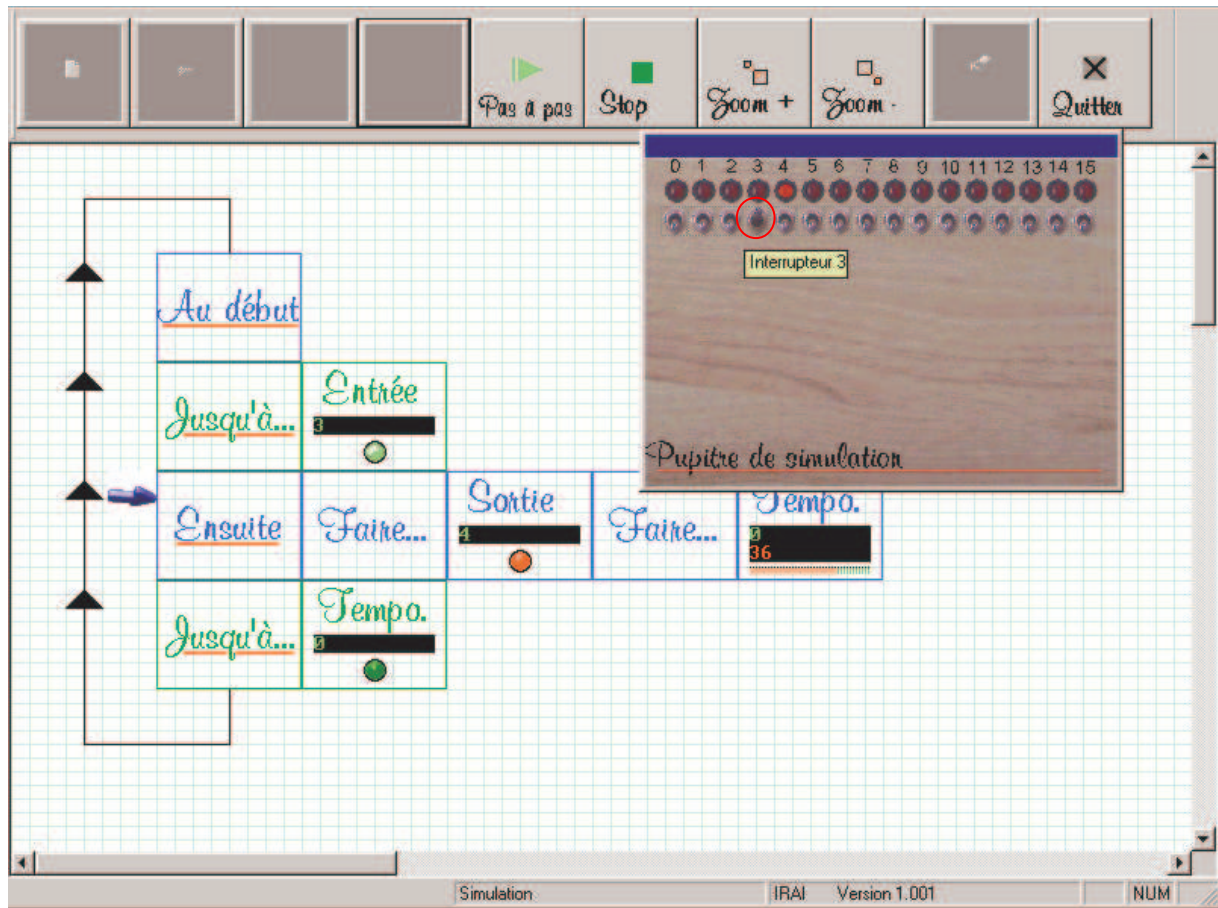 Pas à pas Stop Zoom + Zoom - Quitter
0 1 2 3 4 5 6 7 8 9 10 11 12 13 14 15
Interrupteur 3
Pupitre de simulation
Au début
Jusqu'à... Entrée
3
Ensuite Faire... Sortie Faire... Tempo.
4 0
36
Jusqu'à... Tempo.
0
Simulation IRAI Version 1.001 NUM